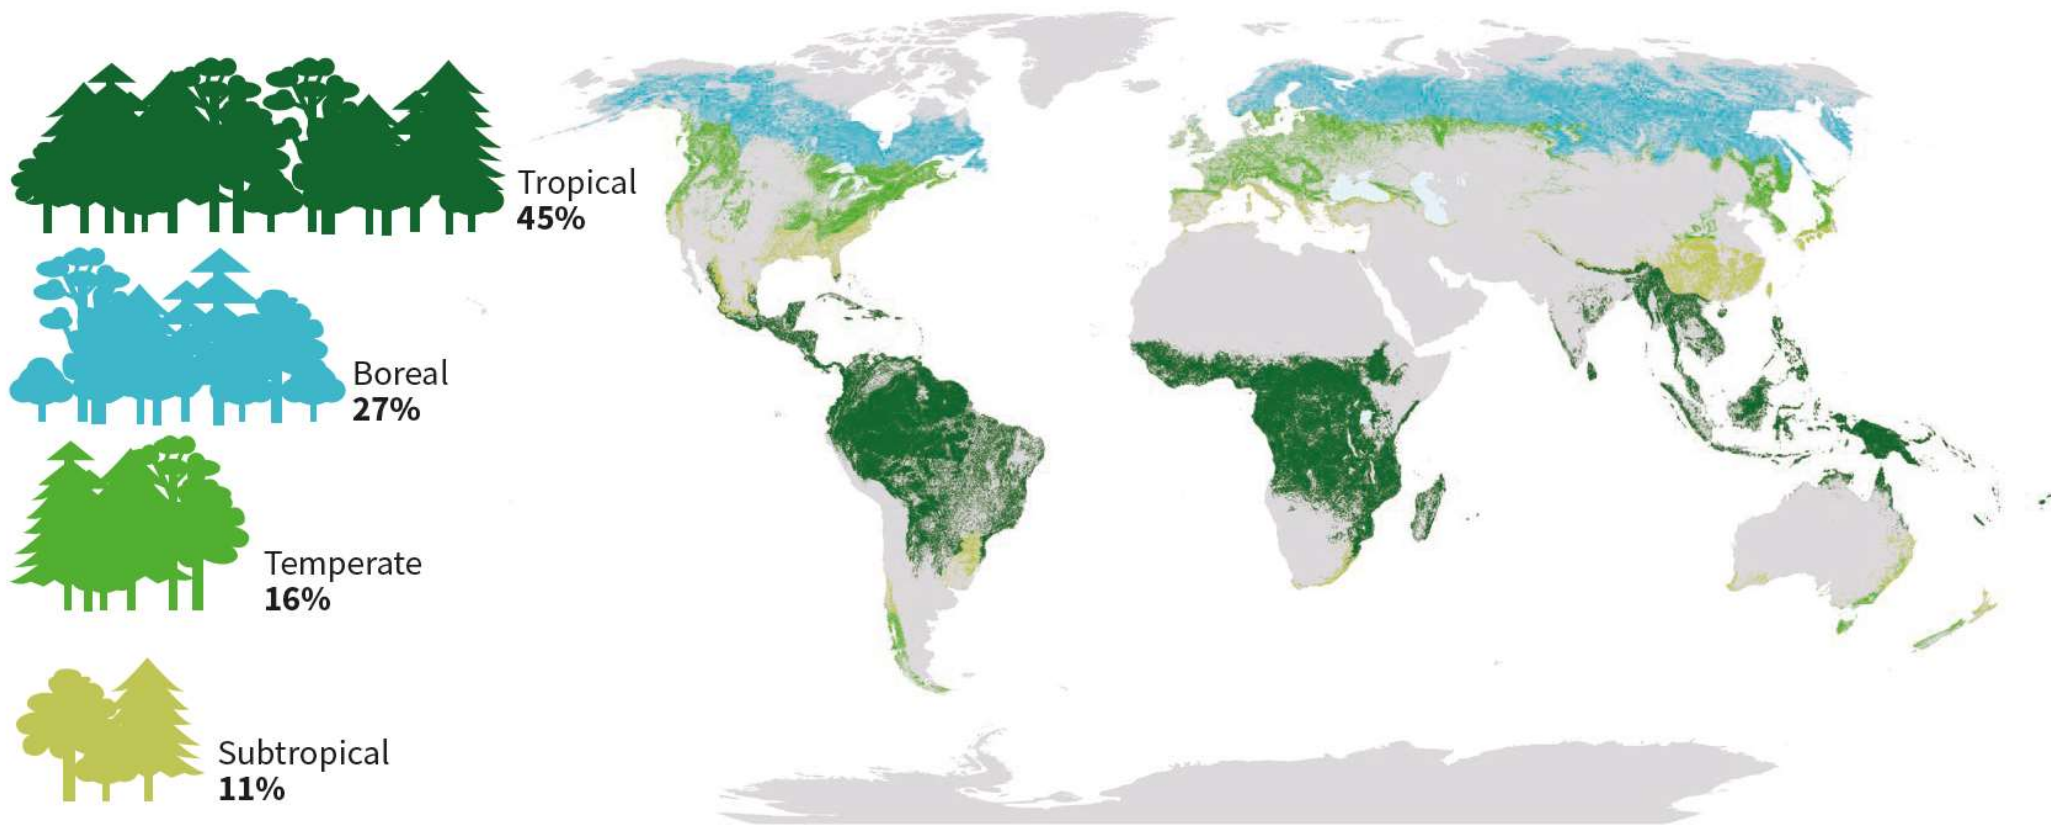 Tropical
45%
Boreal
27%
Temperate
16%
Subtropical
11%